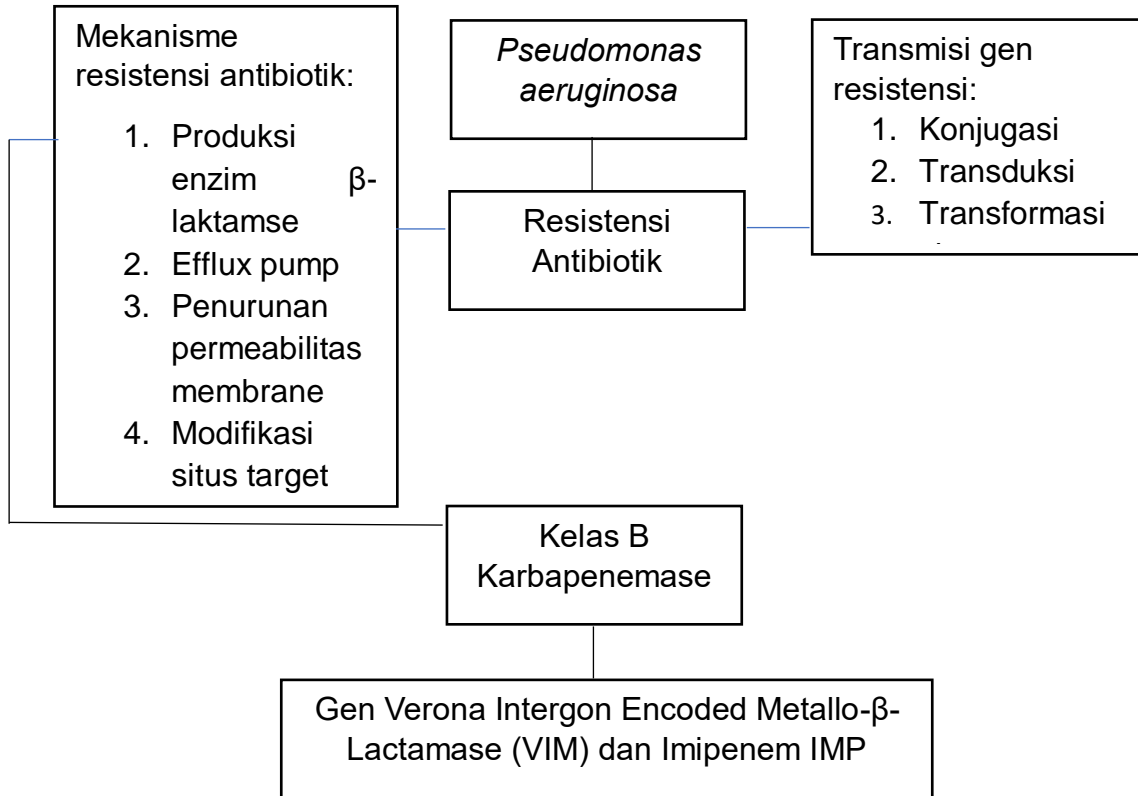 Mekanisme
resistensi antibiotik:
1. Produksi
enzim β-
laktamse
2. Efflux pump
3. Penurunan
permeabilitas
membrane
4. Modifikasi
situs target
Pseudomonas
aeruginosa
Resistensi
Antibiotik
Transmisi gen
resistensi:
1. Konjugasi
2. Transduksi
3. Transformasi
Kelas B
Karbapenemase
Gen Verona Intergon Encoded Metallo-β-
Lactamase (VIM) dan Imipenem IMP